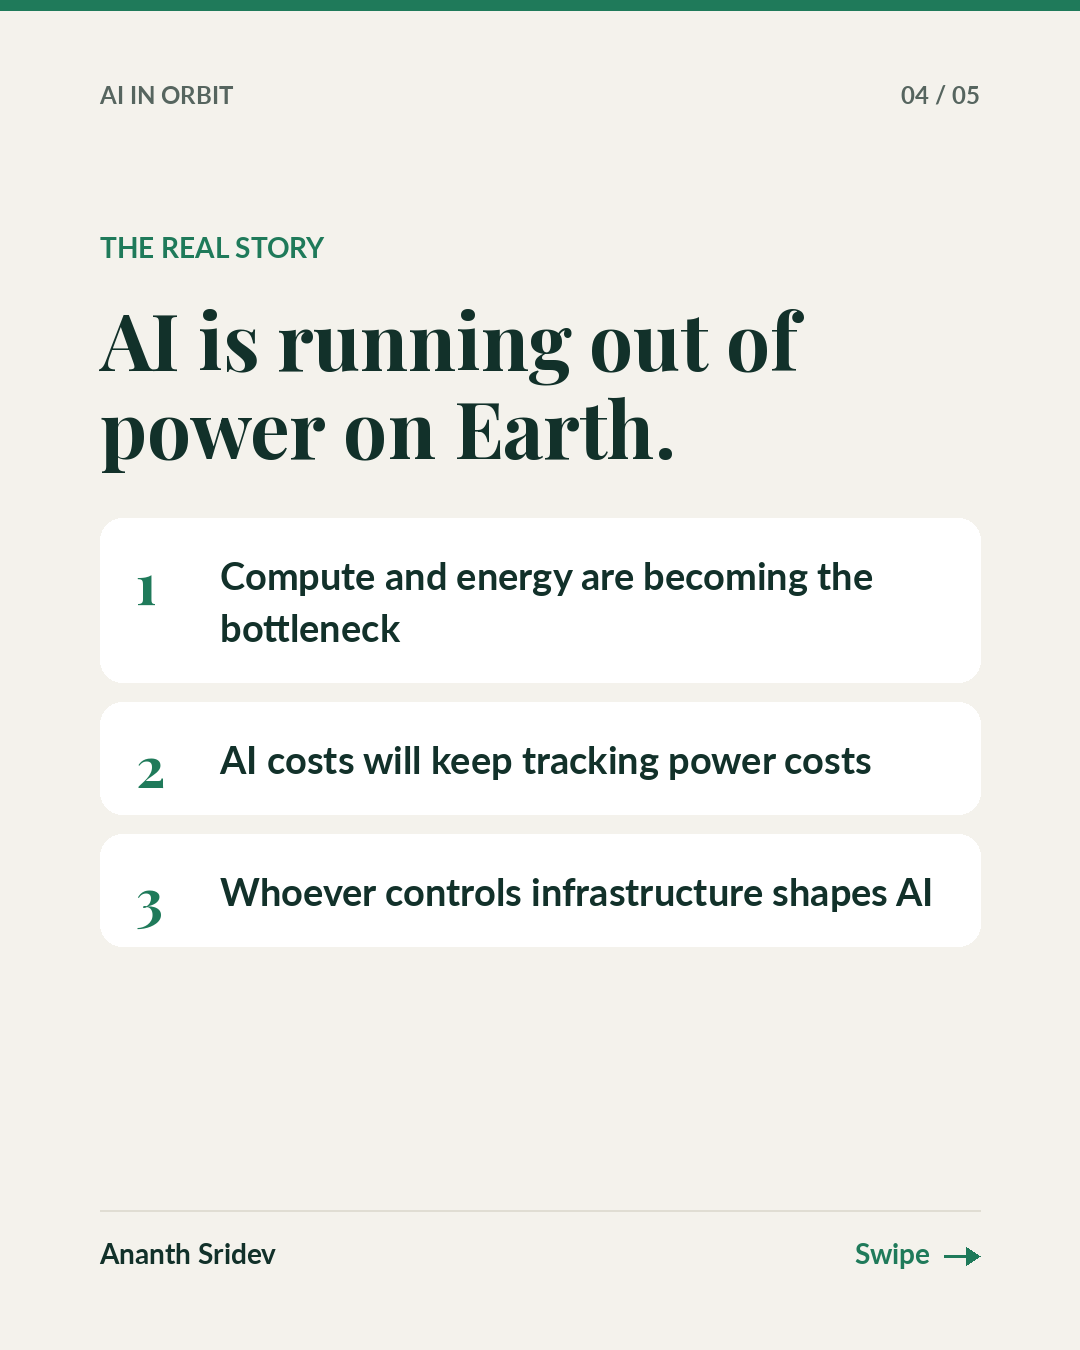 AI IN ORBIT
04 / 05
THE REAL STORY
AI is running out of
power on Earth.
1 Compute and energy are becoming the
bottleneck
2 AI costs will keep tracking power costs
3 Whoever controls infrastructure shapes AI
Ananth Sridev
Swipe